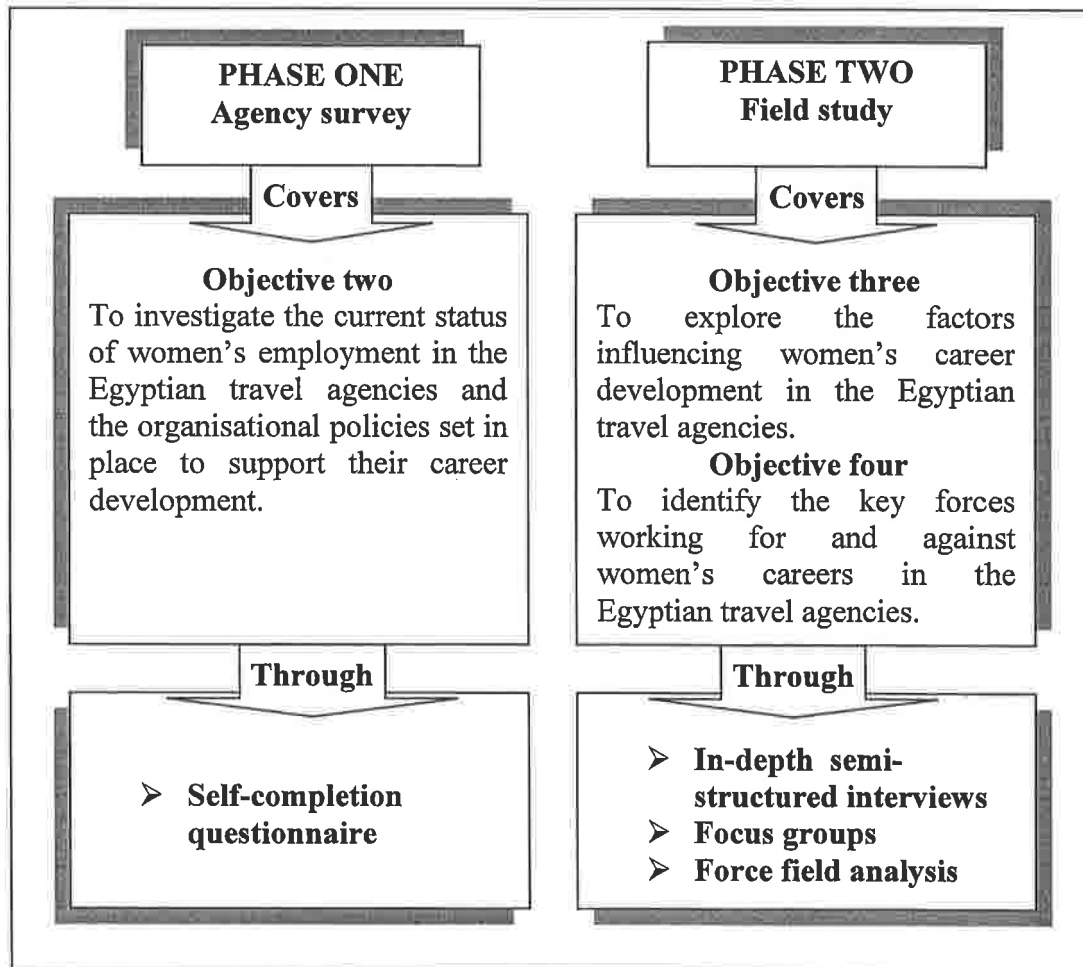 PHASE ONE
Agency survey
Covers
Objective two
To investigate the current status
of women's employment in the
Egyptian travel agencies and
the organisational policies set in
place to support their career
development.
Through
➢ Self-completion
questionnaire
PHASE TWO
Field study
Covers
Objective three
To explore the factors
influencing women's career
development in the Egyptian
travel agencies.
Objective four
To identify the key forces
working for and against
women's careers in the
Egyptian travel agencies.
Through
➢ In-depth semi-
structured interviews
➢ Focus groups
➢ Force field analysis